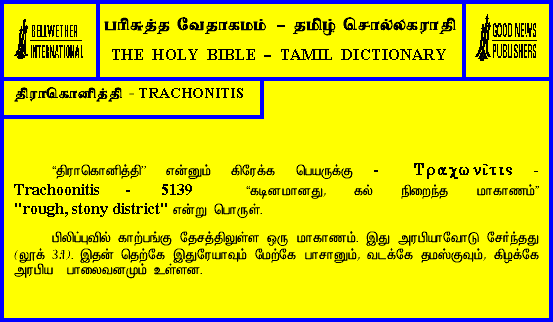 BELLWETHER
INTERNATIONAL
பரிசுத்த வேதாகமம் – தமிழ் சொல்லகராதி
THE HOLY BIBLE – TAMIL DICTIONARY
GOOD NEWS
PUBLISHERS
திராகொனித்தி - TRACHONITIS
“திராகொனித்தி” என்னும் கிரேக்க பெயருக்கு - Τραχωνῖτις -
Trachoonitis - 5139 “கடினமானது, கல் நிறைந்த மாகாணம்”
"rough, stony district" என்று பொருள்.
பிலிப்புவில் காற்பங்கு தேசத்திலுள்ள ஒரு மாகாணம். இது அரபியாவோடு சேர்ந்தது
(லூக் 3:1). இதன் தெற்கே இதுரேயாவும் மேற்கே பாசானும், வடக்கே தமஸ்குவும், கிழக்கே
அரபிய பாலைவனமும் உள்ளன.